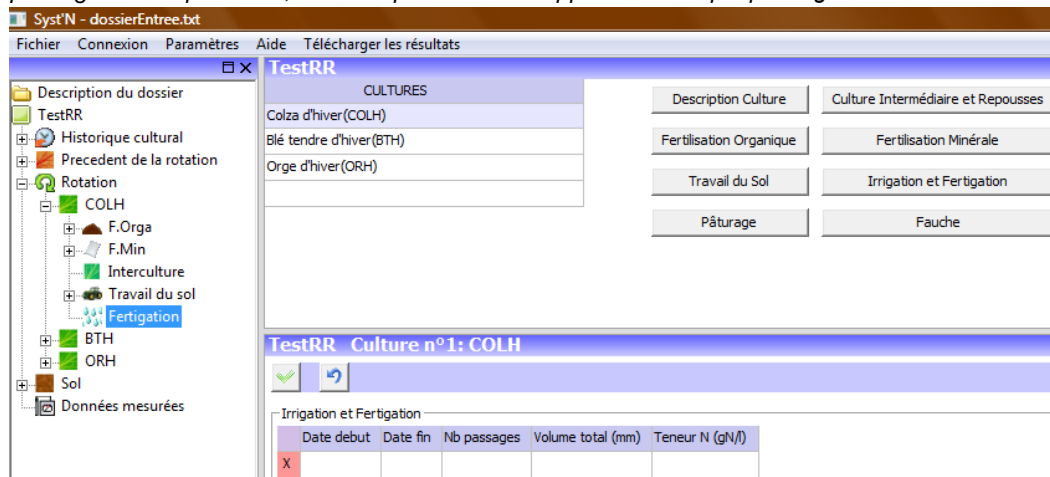 Syst'N - dossierEntree.txt
Fichier Connexion Paramètres Aide Télécharger les résultats
Description du dossier
TestRR
Historique cultural
Precedent de la rotation
Rotation
COLH
F.Orga
F.Min
Interculture
Travail du sol
Fertigation
BTH
ORH
Sol
Données mesurées
TestRR
CULTURES
Colza d'hiver(COLH)
Blé tendre d'hiver(BTH)
Orge d'hiver(ORH)
Description Culture Culture Intermédiaire et Repousses
Fertilisation Organique Fertilisation Minérale
Travail du Sol Irrigation et Fertigation
Pâturage Fauche
TestRR Culture n°1: COLH
Irrigation et Fertigation
Date debut Date fin Nb passages Volume total (mm) Teneur N (gN/l)
X